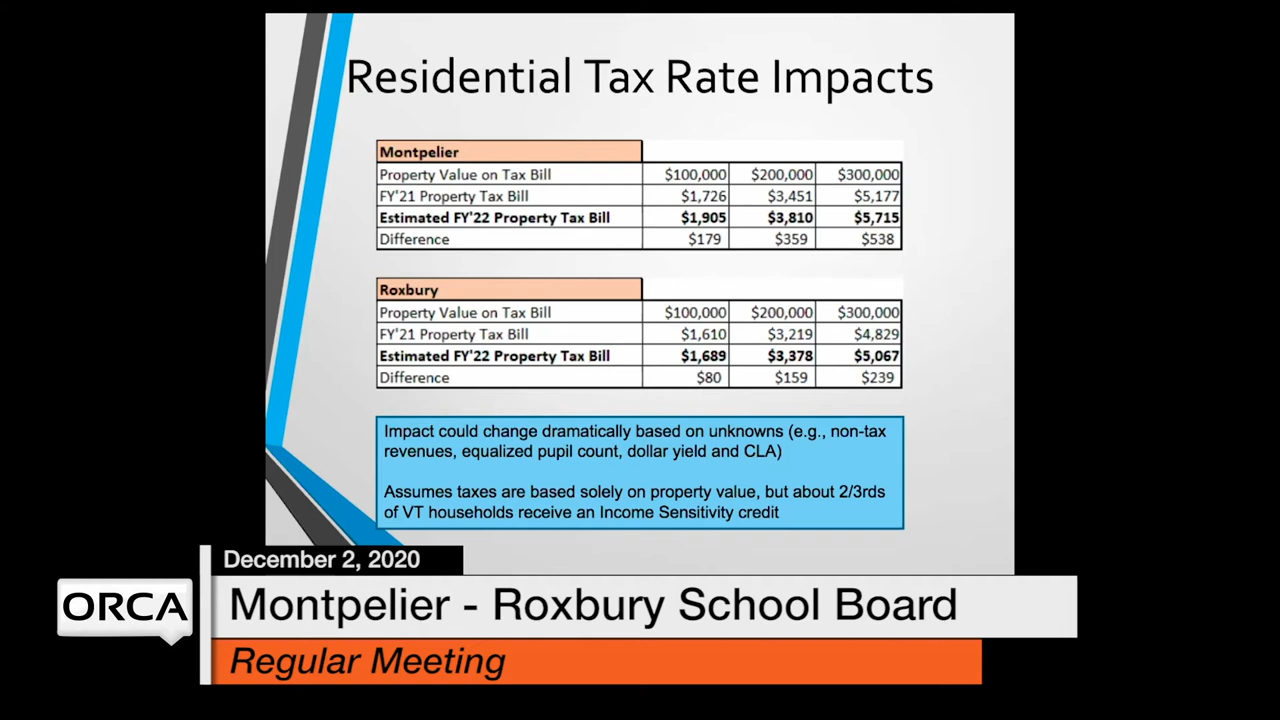 Residential Tax Rate Impacts
Montpelier
Property Value on Tax Bill $100,000 $200,000 $300,000
FY'21 Property Tax Bill $1,726 $3,451 $5,177
Estimated FY'22 Property Tax Bill $1,905 $3,810 $5,715
Difference $179 $359 $538
Roxbury
Property Value on Tax Bill $100,000 $200,000 $300,000
FY'21 Property Tax Bill $1,610 $3,219 $4,829
Estimated FY'22 Property Tax Bill $1,689 $3,378 $5,067
Difference $80 $159 $239
Impact could change dramatically based on unknowns (e.g., non-tax
revenues, equalized pupil count, dollar yield and CLA)
Assumes taxes are based solely on property value, but about 2/3rds
of VT households receive an Income Sensitivity credit
December 2, 2020
ORCA
Montpelier - Roxbury School Board
Regular Meeting